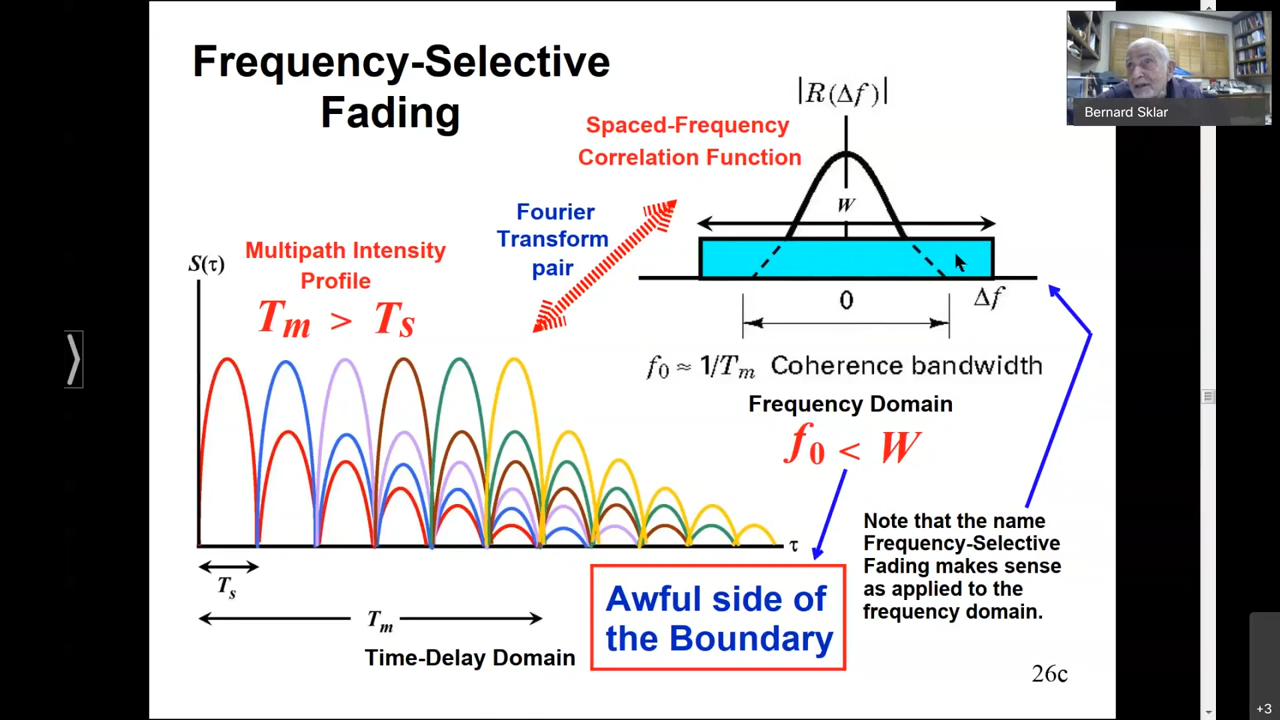 Frequency-Selective
Fading
Bernard Sklar
|R(Δf)|
Spaced-Frequency
Correlation Function
W
Fourier
Transform
pair
Multipath Intensity
Profile
S(τ)
Tm > Ts
0
Δf
f0 ≈ 1/Tm Coherence bandwidth
Frequency Domain
f0 < W
Note that the name
Frequency-Selective
Fading makes sense
as applied to the
frequency domain.
τ
Ts
Tm
Time-Delay Domain
Awful side of
the Boundary
26c
+3